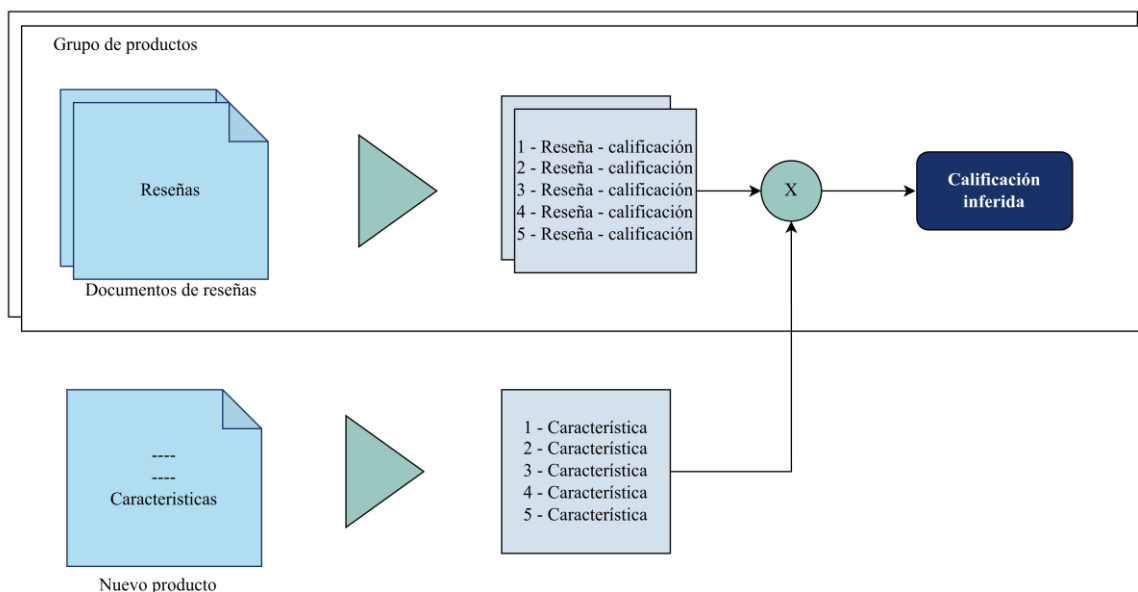 Grupo de productos
Reseñas
Documentos de reseñas
1 - Reseña - calificación
2 - Reseña - calificación
3 - Reseña - calificación
4 - Reseña - calificación
5 - Reseña - calificación
X
Calificación
inferida
----
----
Caracteristicas
Nuevo producto
1 - Característica
2 - Característica
3 - Característica
4 - Característica
5 - Característica